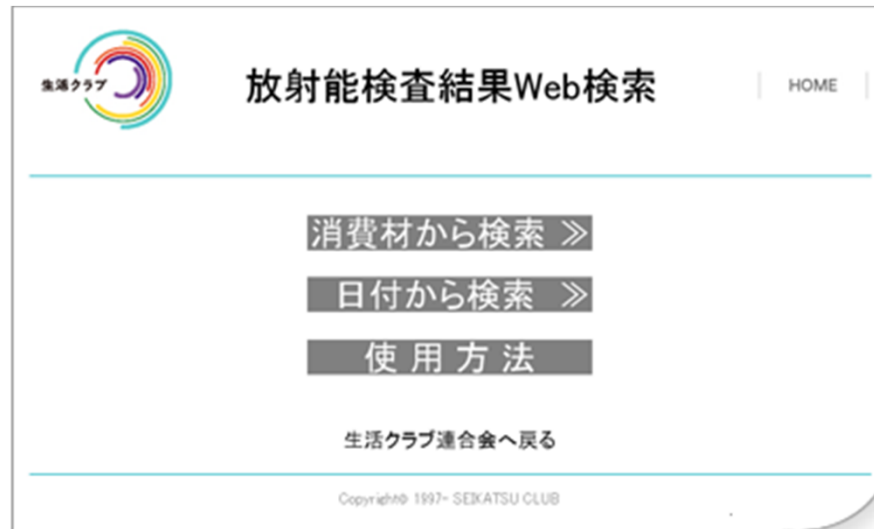 生活クラブ
放射能検査結果Web検索
HOME
消費材から検索 ≫
日付から検索 ≫
使用方法
生活クラブ連合会へ戻る
Copyright© 1997- SEIKATSU CLUB